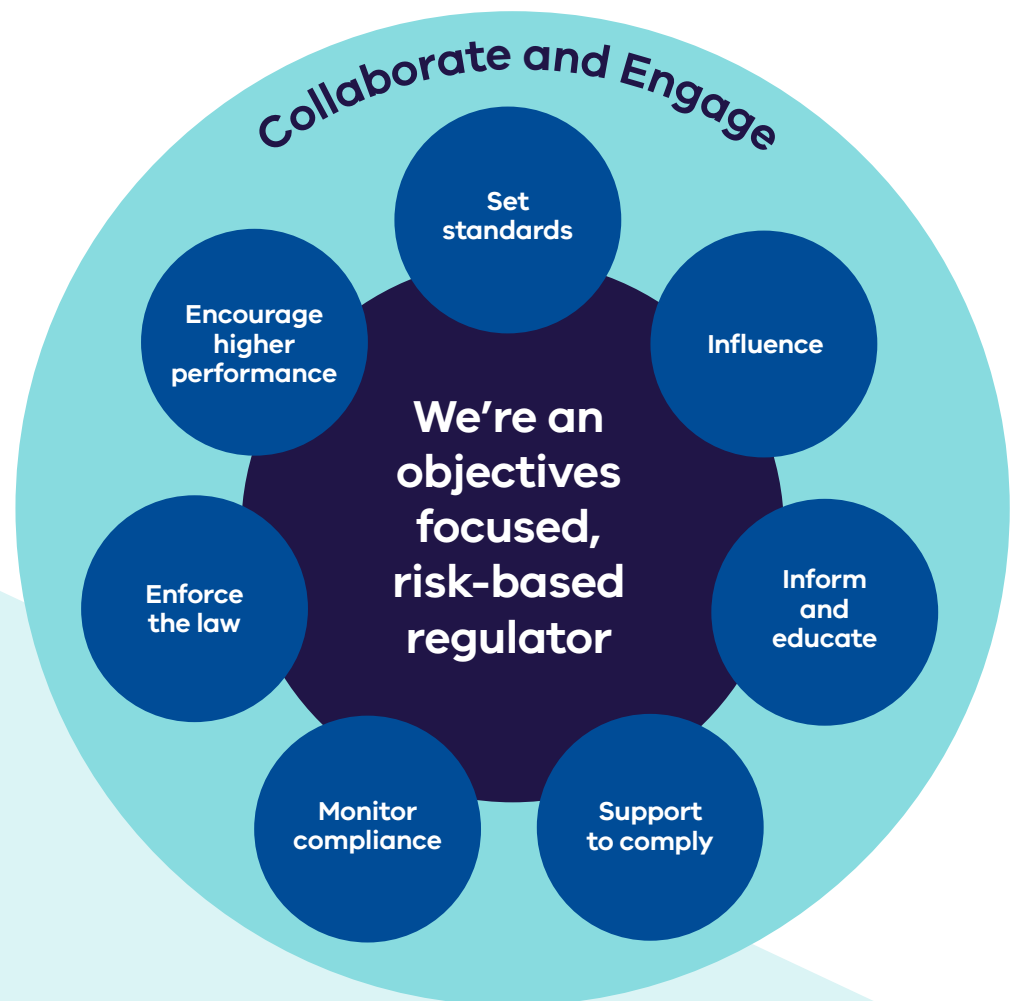 Collaborate and Engage
Set
standards
Influence
Inform
and
educate
Support
to comply
Monitor
compliance
Enforce
the law
Encourage
higher
performance
We’re an
objectives
focused,
risk-based
regulator